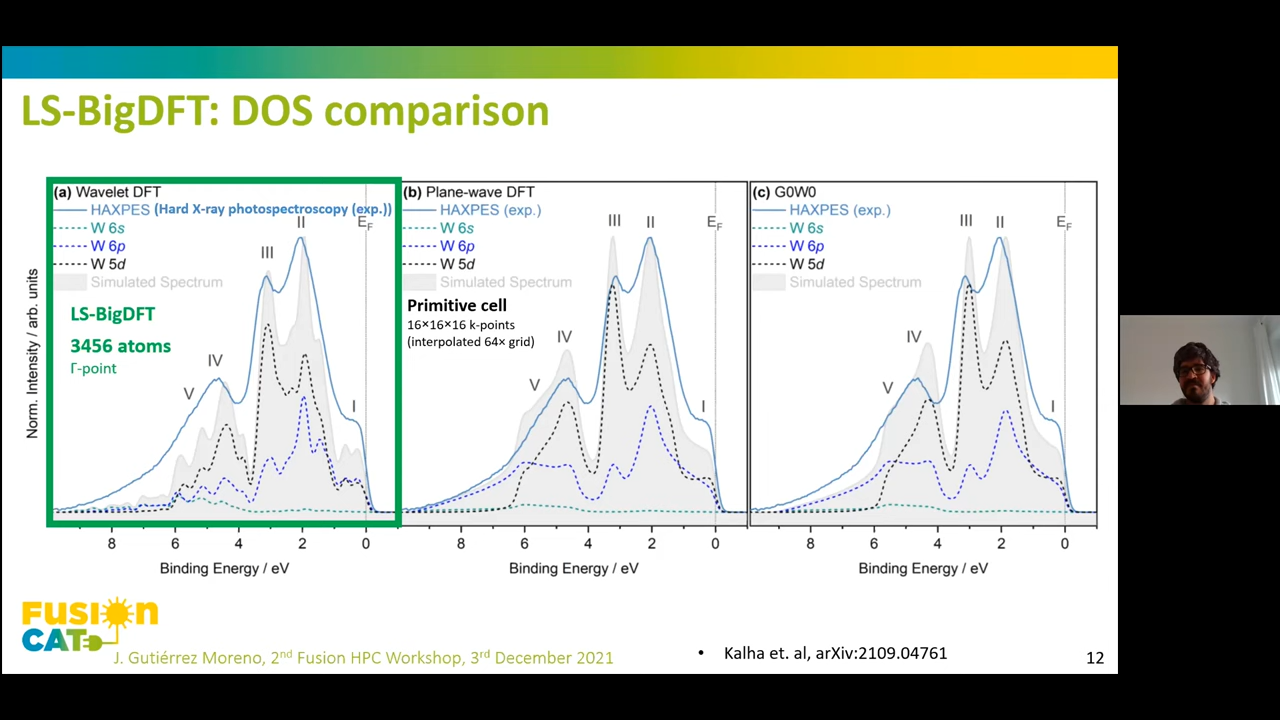 LS-BigDFT: DOS comparison
Norm. Intensity / arb. units
(a) Wavelet DFT
HAXPES (Hard X-ray photospectroscopy (exp.))
W 6s
W 6p
W 5d
Simulated Spectrum
LS-BigDFT
3456 atoms
Γ-point
V
IV
III
II
I
EF
8 6 4 2 0
Binding Energy / eV
(b) Plane-wave DFT
HAXPES (exp.)
W 6s
W 6p
W 5d
Simulated Spectrum
Primitive cell
16×16×16 k-points
(interpolated 64× grid)
V
IV
III
II
I
EF
8 6 4 2 0
Binding Energy / eV
(c) G0W0
HAXPES (exp.)
W 6s
W 6p
W 5d
Simulated Spectrum
V
IV
III
II
I
EF
8 6 4 2 0
Binding Energy / eV
FUSION
CAT
J. Gutiérrez Moreno, 2nd Fusion HPC Workshop, 3rd December 2021
• Kalha et. al, arXiv:2109.04761
12